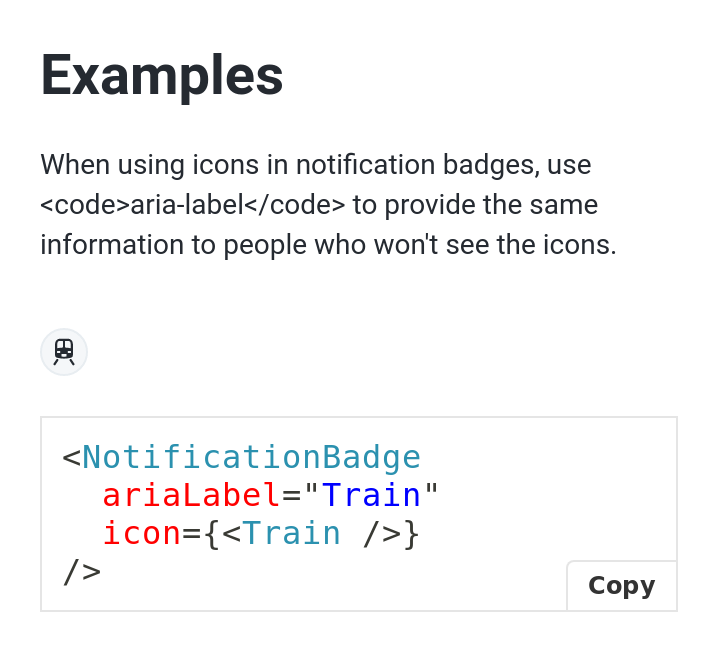 Examples
When using icons in notification badges, use
<code>aria-label</code> to provide the same
information to people who won't see the icons.
<NotificationBadge
  ariaLabel="Train"
  icon={<Train />}
/>
Copy